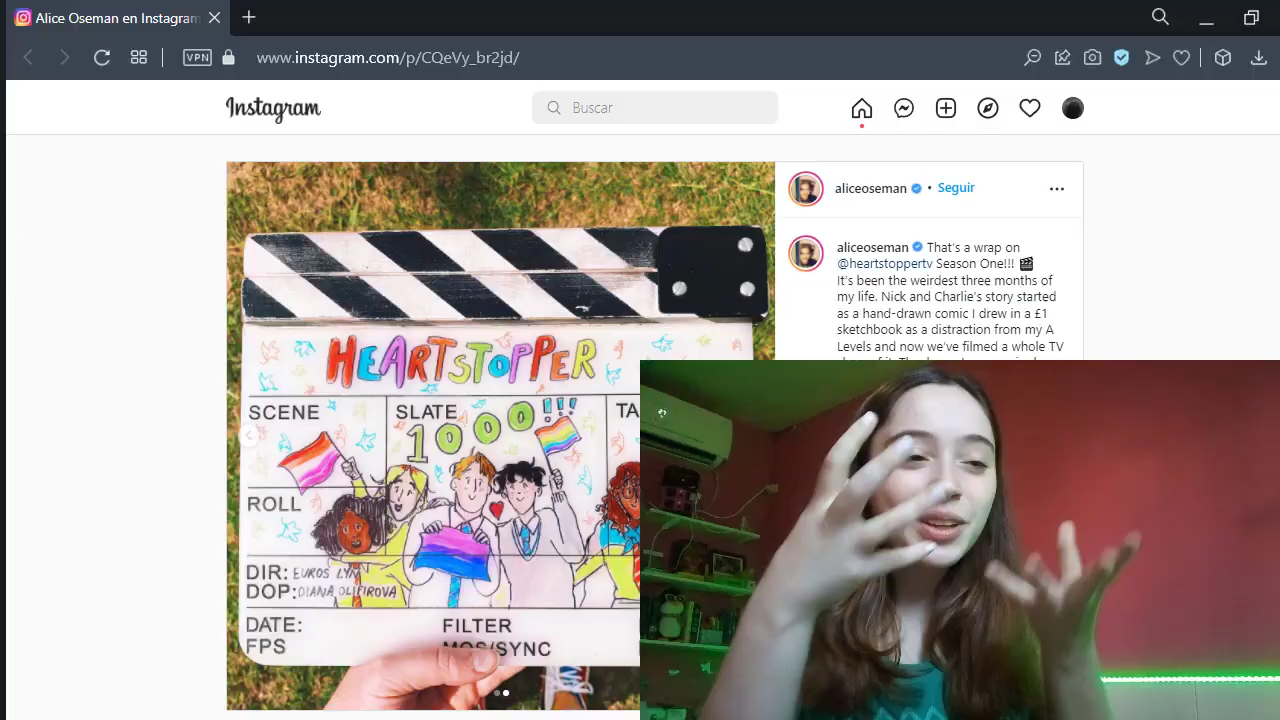 Alice Oseman en Instagram
VPN
www.instagram.com/p/CQeVy_br2jd/
Instagram
Buscar
aliceoseman • Seguir
aliceoseman That's a wrap on
@heartstoppertv Season One!!!
It's been the weirdest three months of
my life. Nick and Charlie's story started
as a hand-drawn comic I drew in a £1
sketchbook as a distraction from my A
Levels and now we've filmed a whole TV
HEARTSTOPPER
SCENE
SLATE
1000!!!
TA
ROLL
DIR: EUROS LYN
DOP:
DATE:
FPS
FILTER
MOS/SYNC